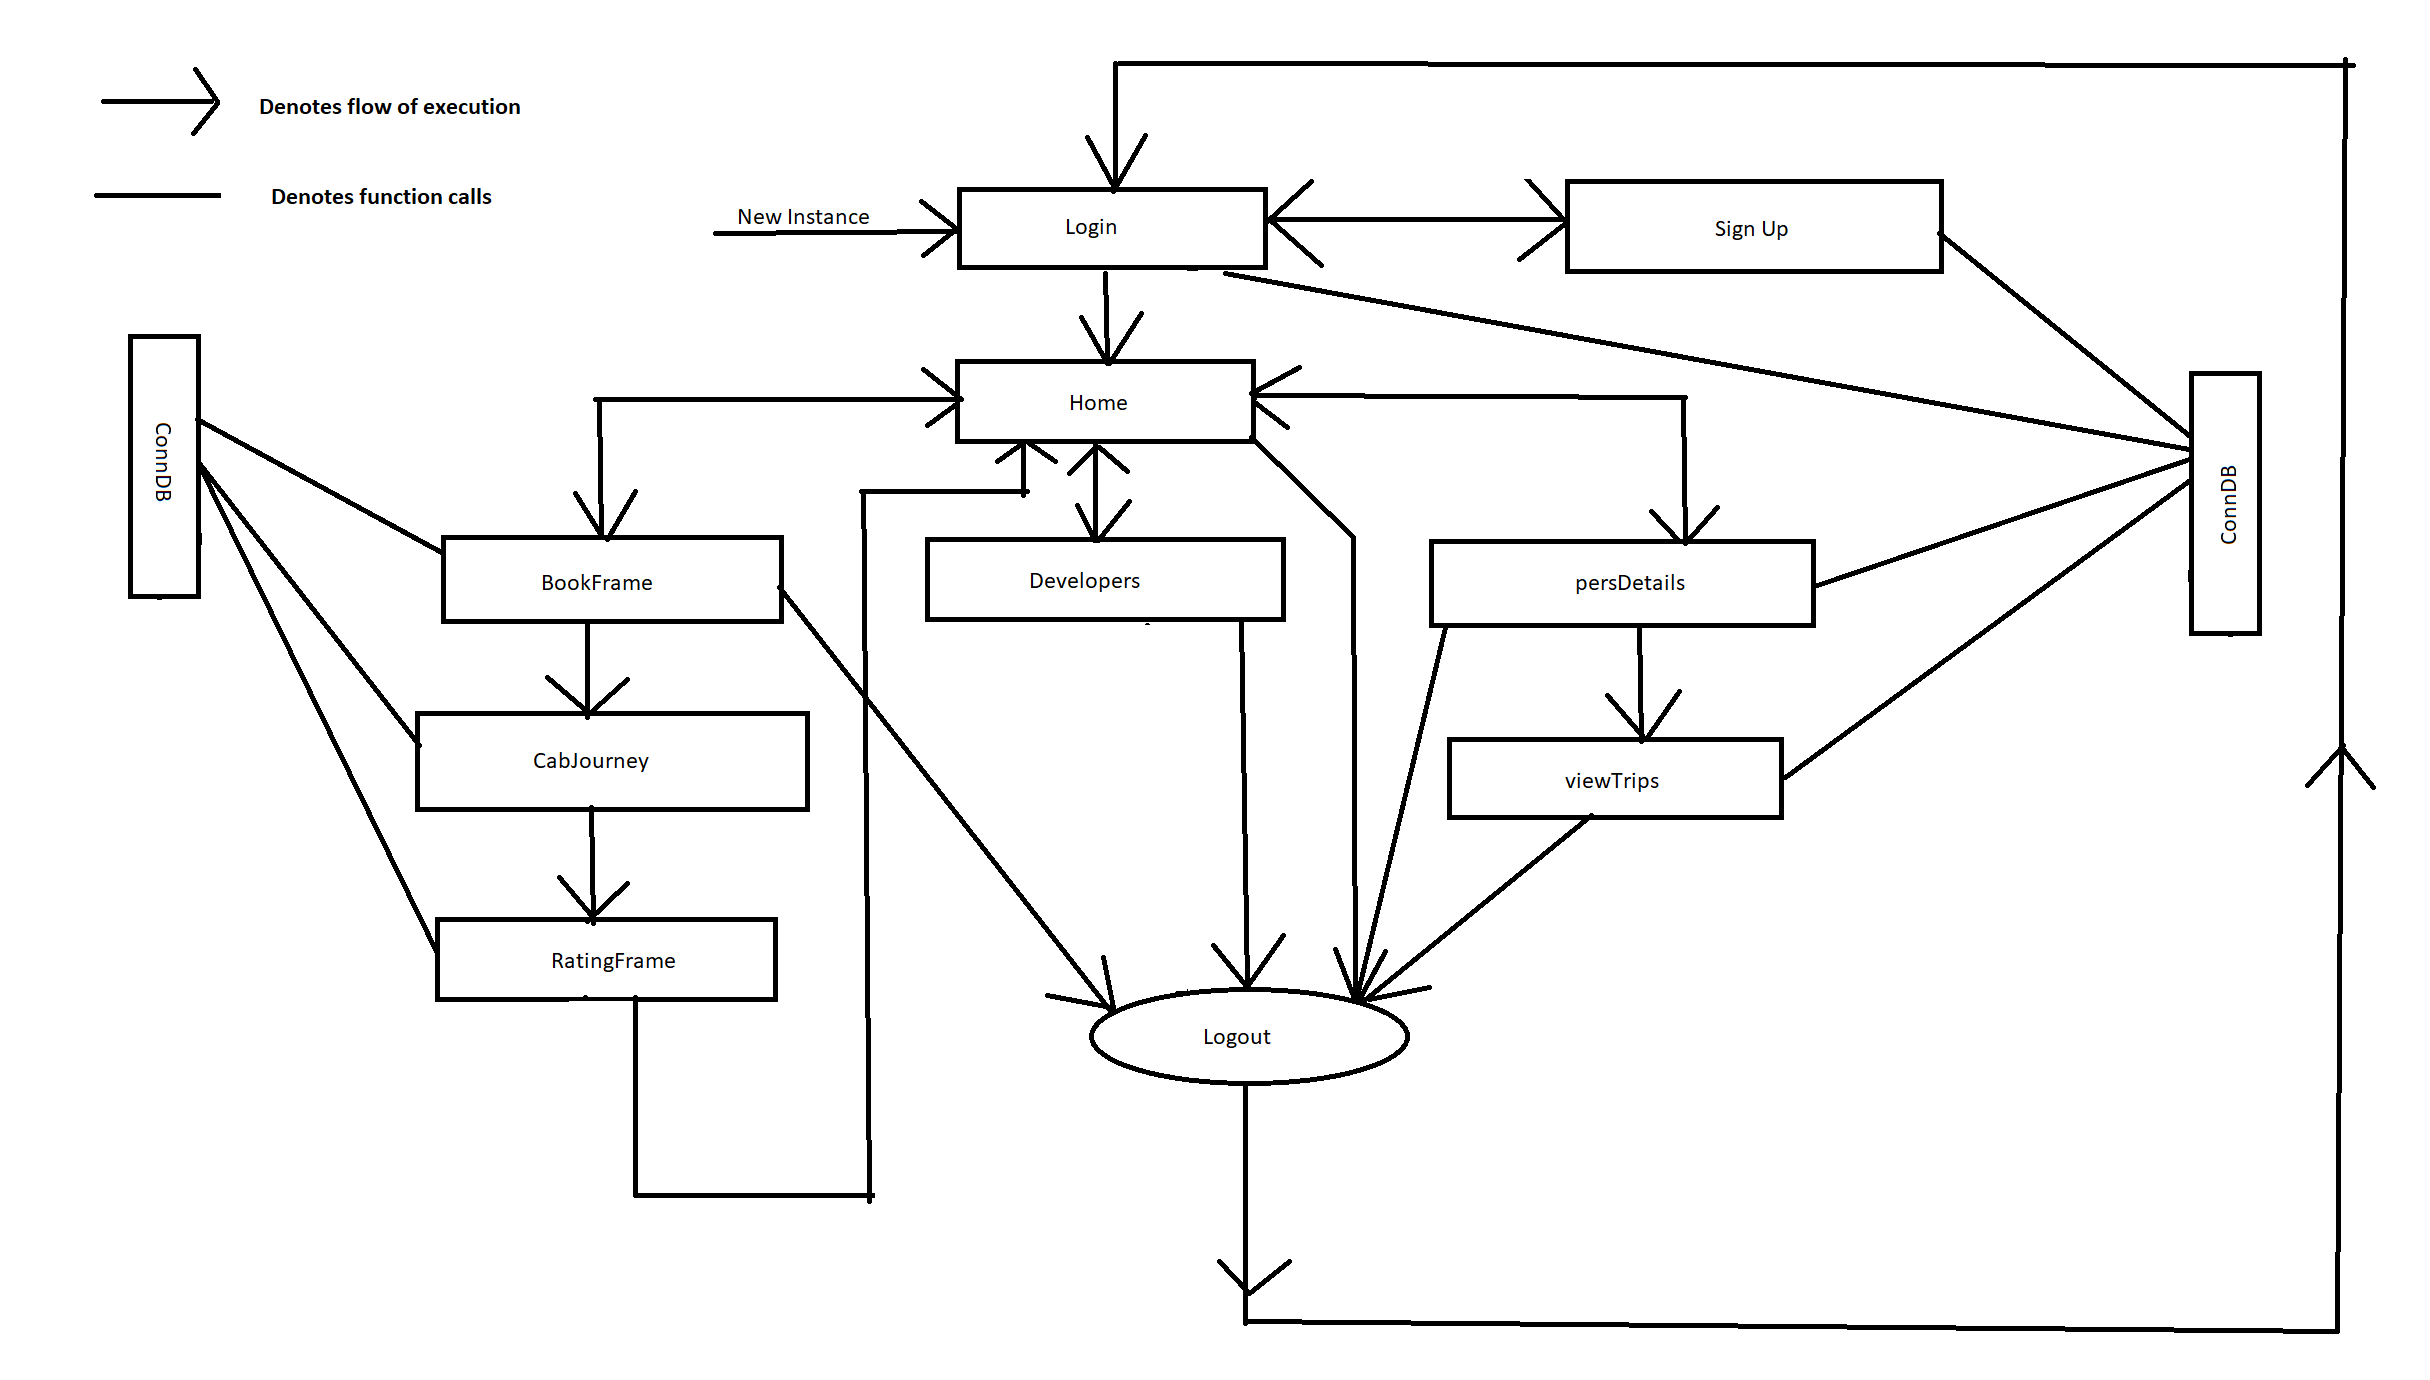 Denotes flow of execution
Denotes function calls
New Instance
Login
Sign Up
Home
ConnDB
ConnDB
BookFrame
Developers
persDetails
CabJourney
viewTrips
RatingFrame
Logout